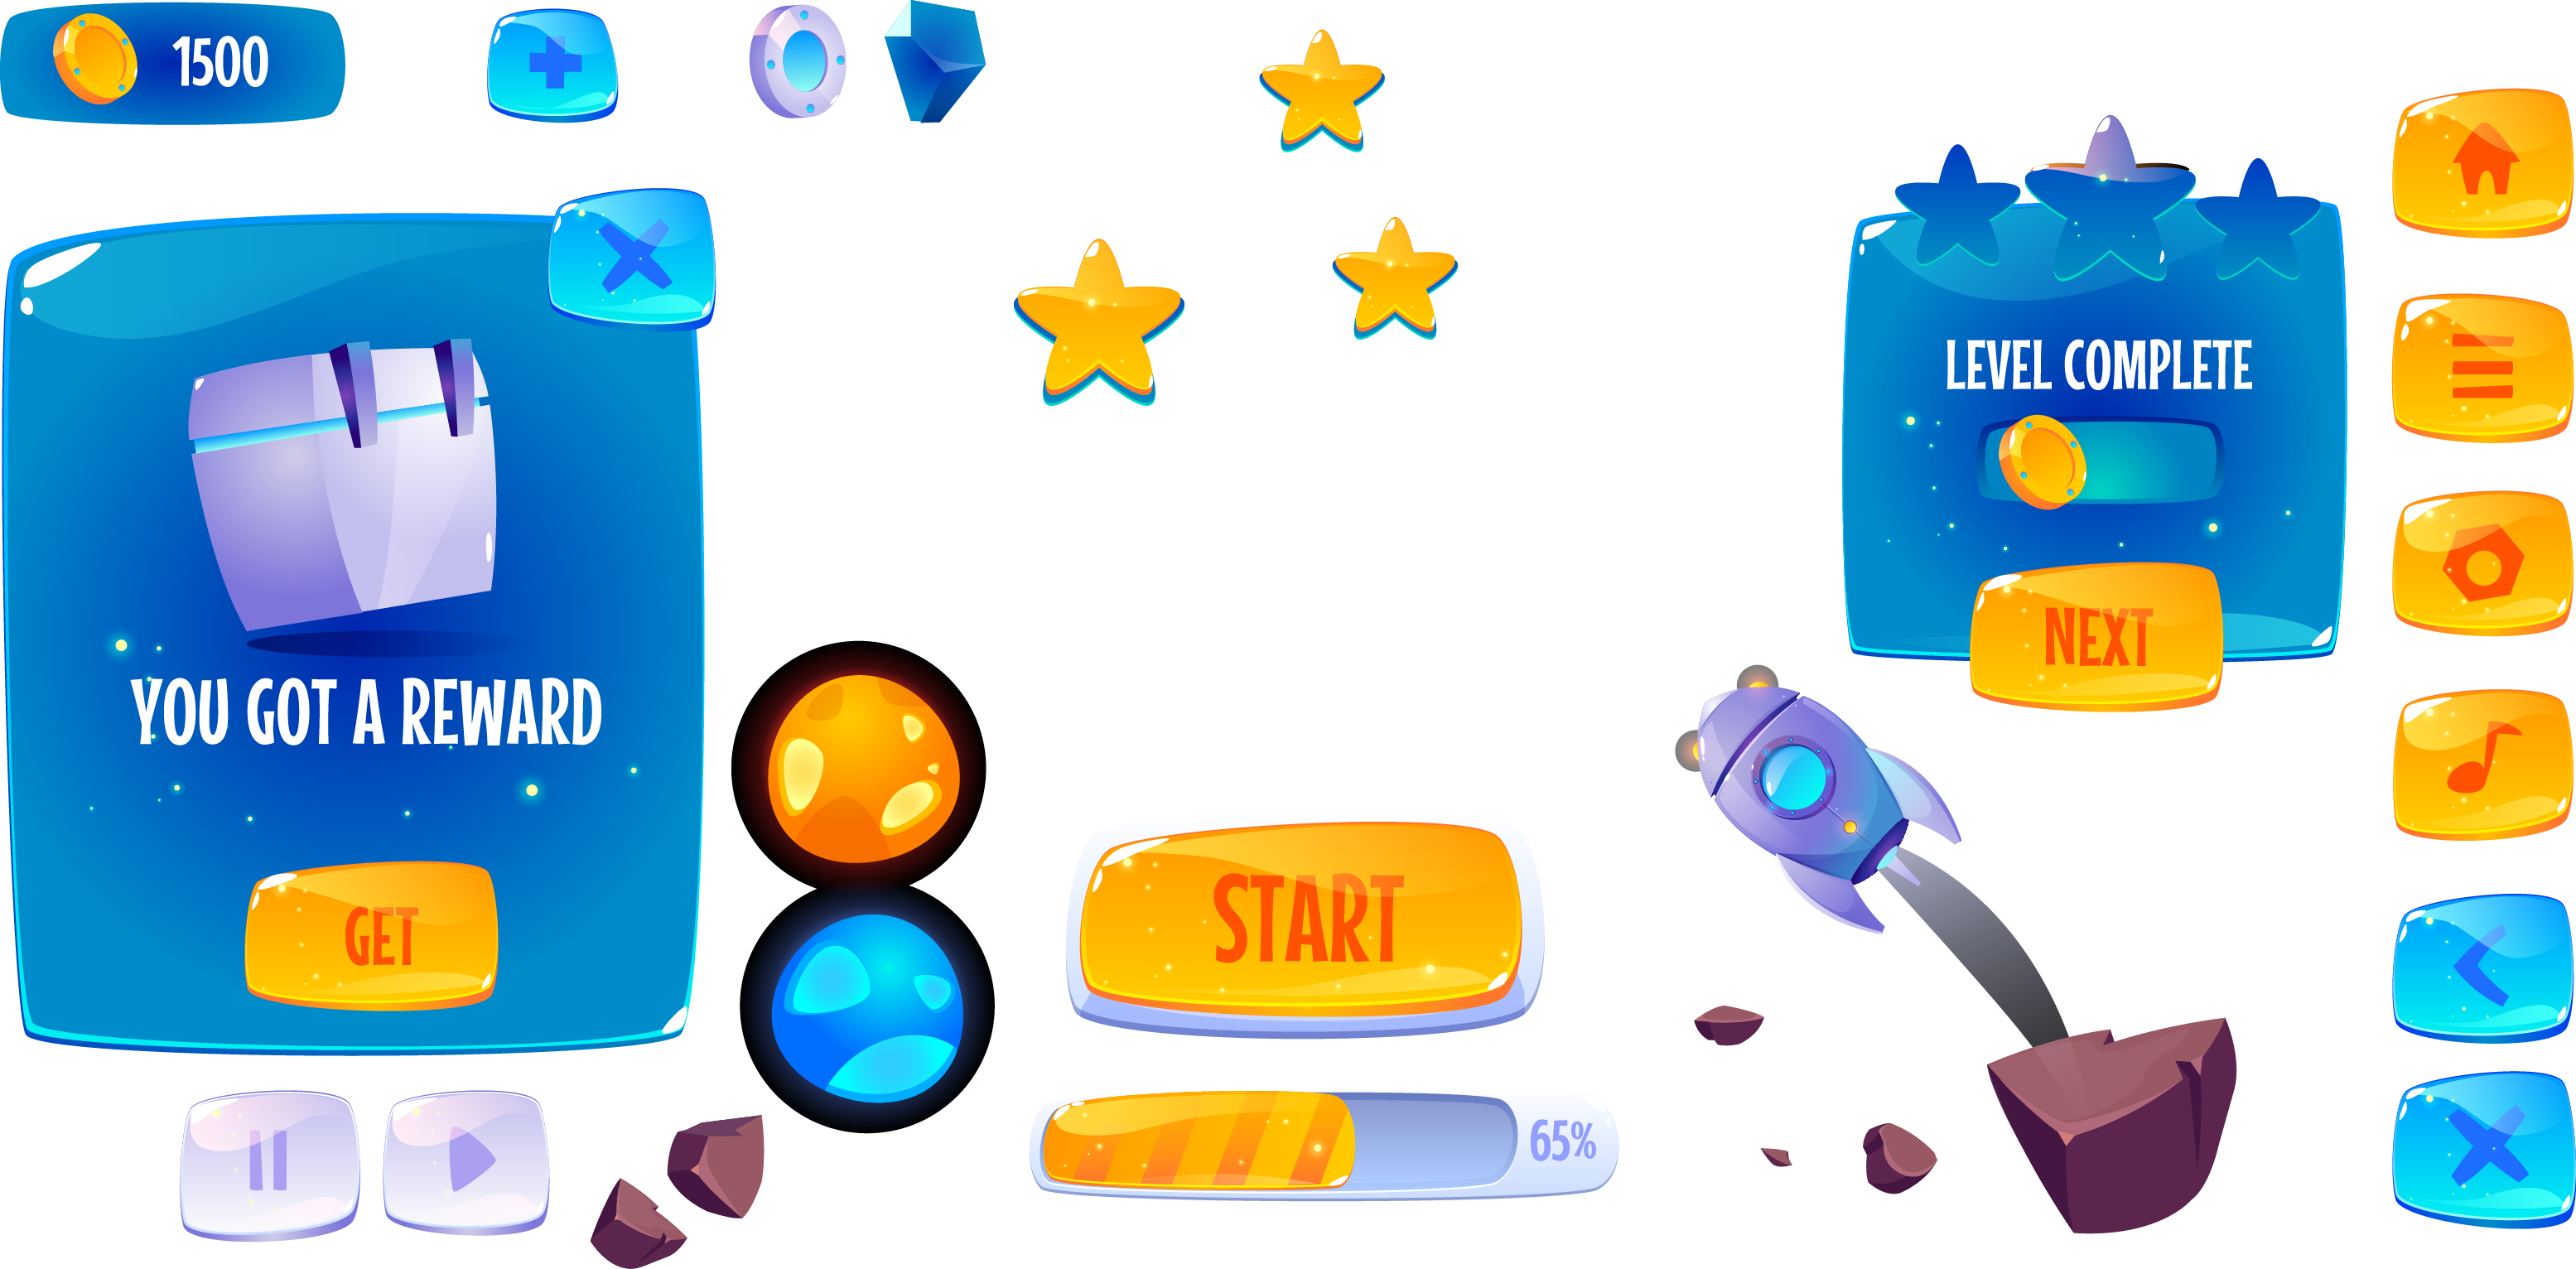 1500
YOU GOT A REWARD
GET
START
65%
LEVEL COMPLETE
NEXT